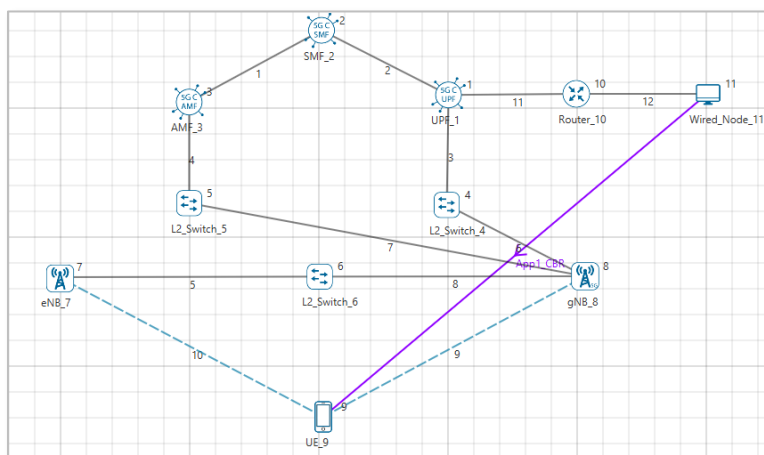 5G C
SMF
2
SMF_2
1
2
5G C
AMF
3
AMF_3
5G C
UPF
1
UPF_1
11
10
Router_10
12
11
Wired_Node_11
4
3
5
L2_Switch_5
4
L2_Switch_4
7
6
App1_CBR
7
eNB_7
5
6
L2_Switch_6
8
8
5G
gNB_8
10
9
9
UE_9